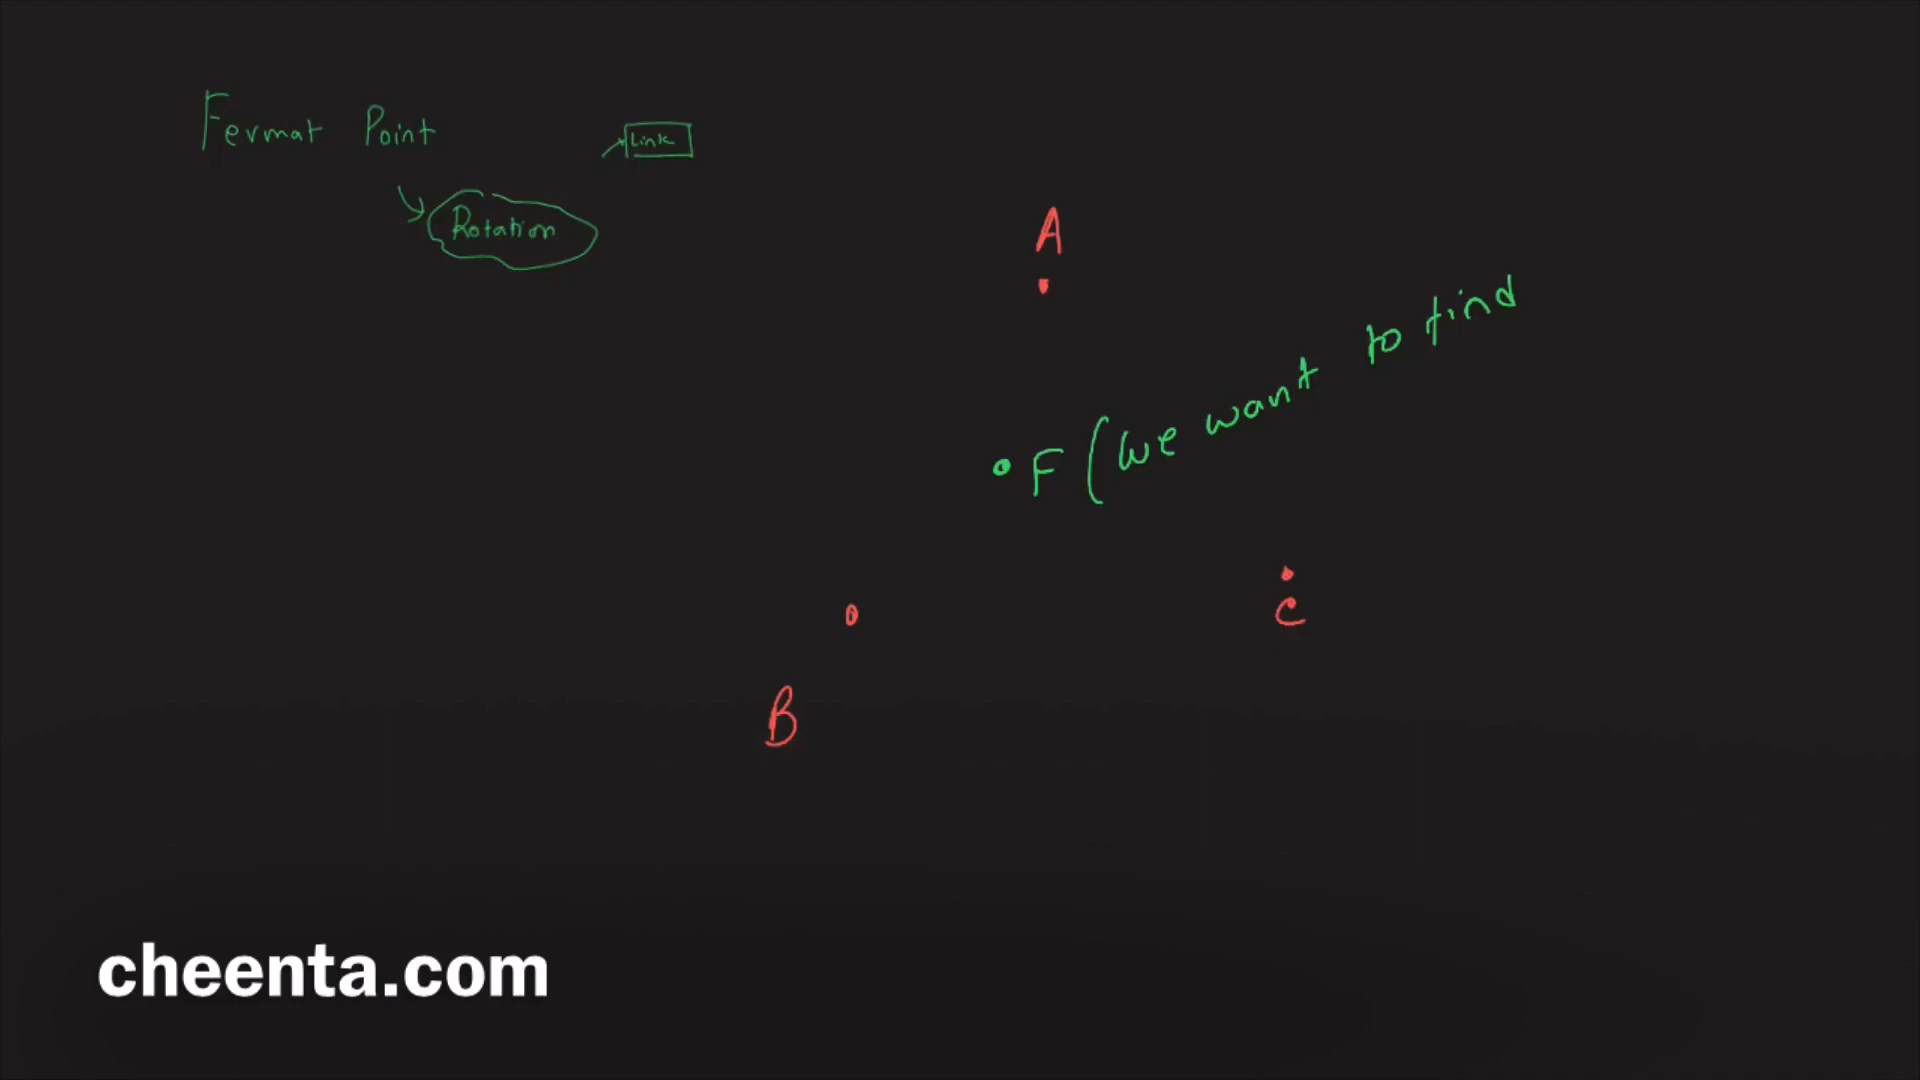 Fermat Point
Link
Rotation
A
F (We want to find
C
B
cheenta.com